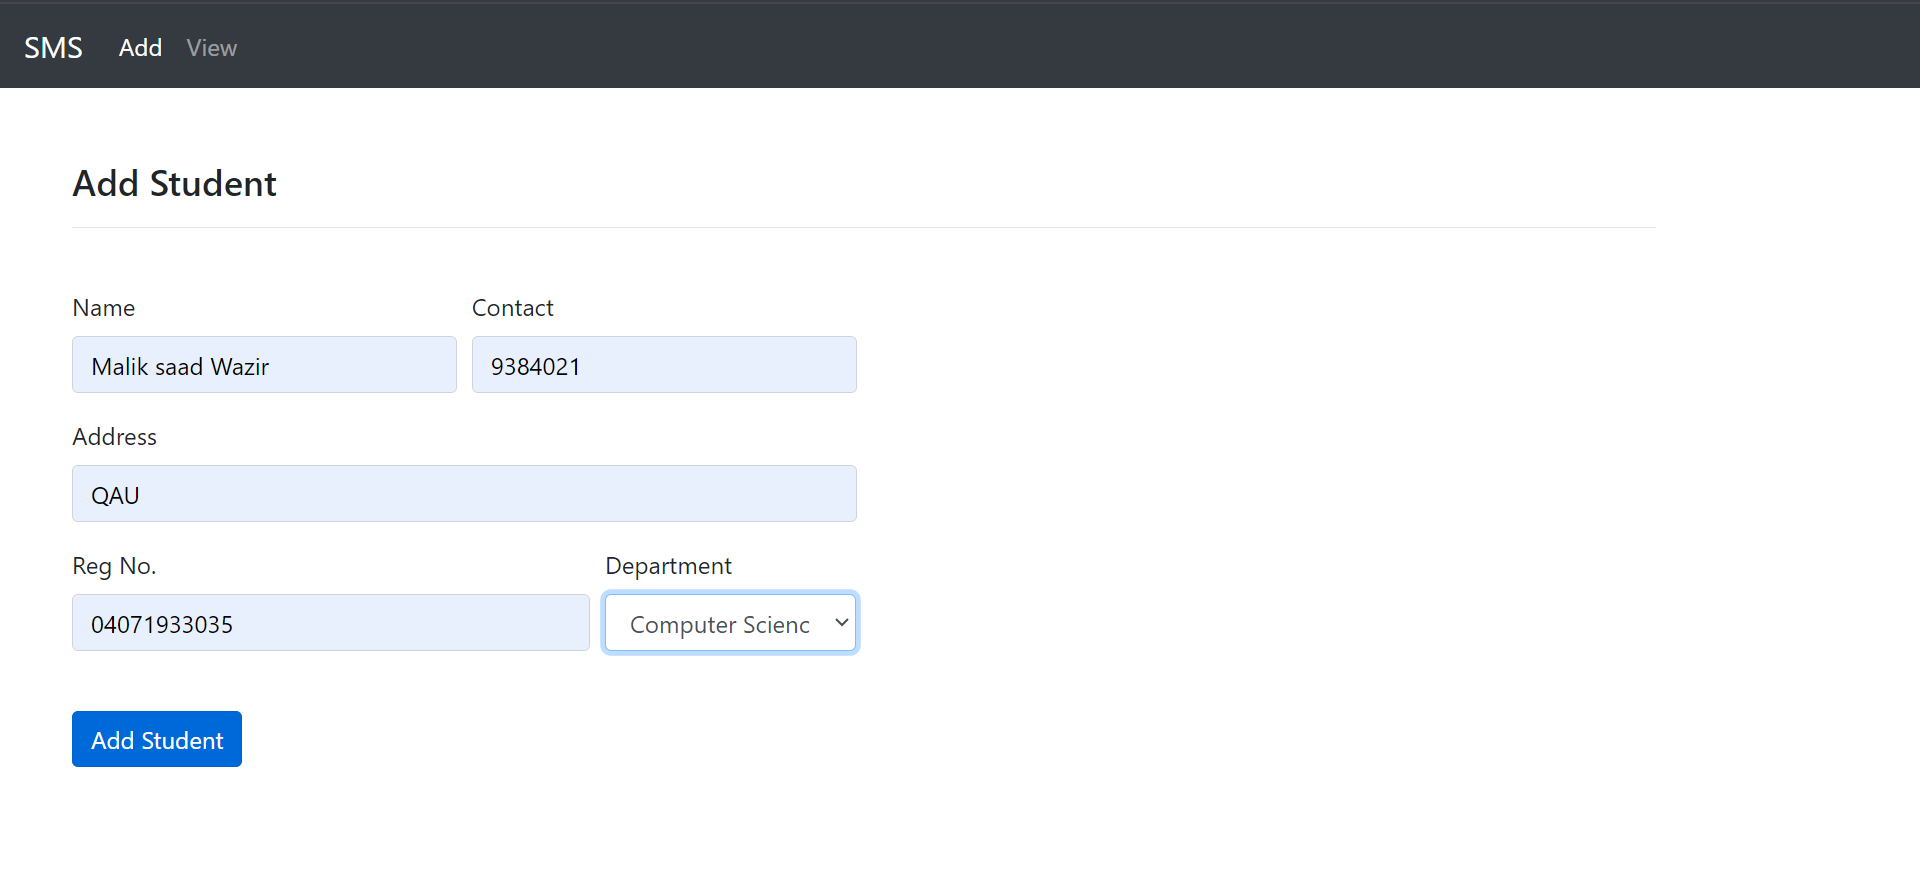 SMS Add View
Add Student
Name Contact
Malik saad Wazir 9384021
Address
QAU
Reg No. Department
04071933035 Computer Scienc
Add Student